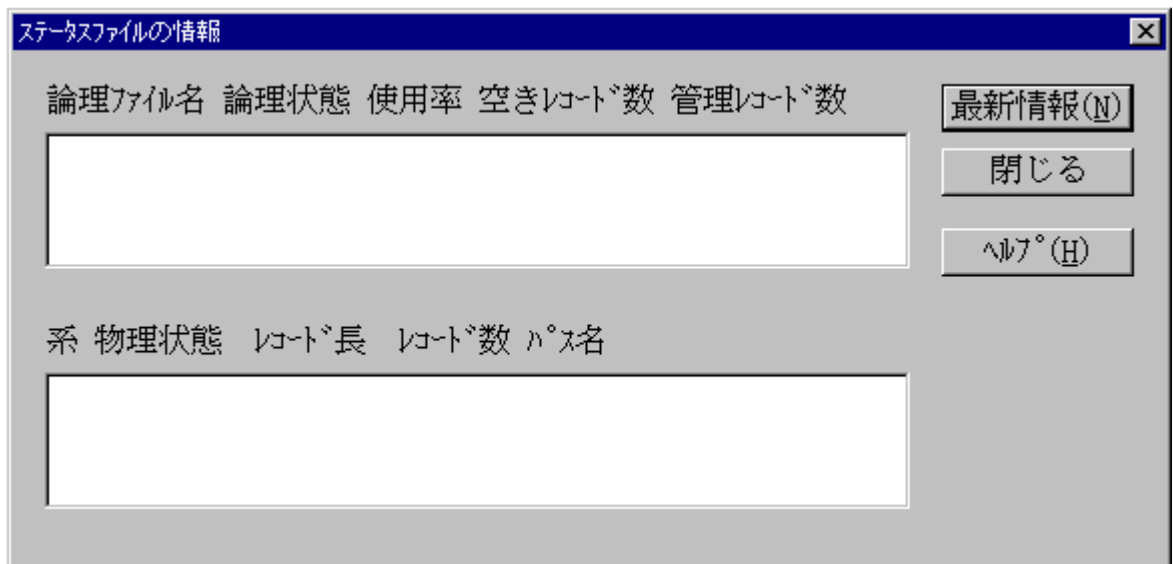 ステータスファイルの情報
論理ファイル名 論理状態 使用率 空きレコード数 管理レコード数
最新情報(N)
閉じる
ヘルプ(H)
系 物理状態 レコード長 レコード数 パス名